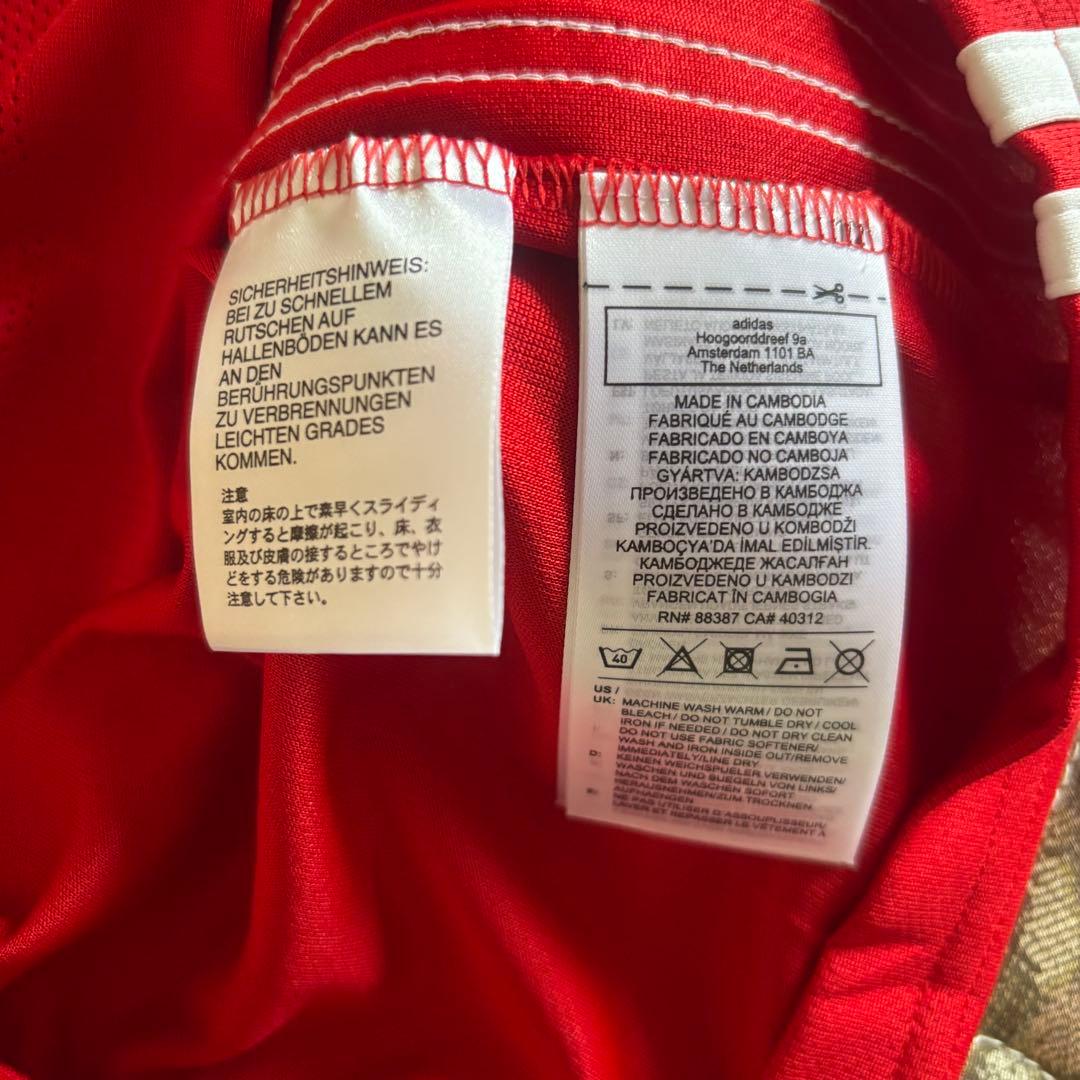 SICHERHEITSHINWEIS:
BEI ZU SCHNELLEM
RUTSCHEN AUF
HALLENBÖDEN KANN ES
AN DEN
BERÜHRUNGSPUNKTEN
ZU VERBRENNUNGEN
LEICHTEN GRADES
KOMMEN.
注意
室内の床の上で素早くスライディ
ングすると摩擦が起こり、床、衣
服及び皮膚の接するところでやけ
どをする危険がありますので十分
注意して下さい。
adidas
Hoogoorddreef 9a
Amsterdam 1101 BA
The Netherlands
MADE IN CAMBODIA
FABRIQUÉ AU CAMBODGE
FABRICADO EN CAMBOYA
FABRICADO NO CAMBOJA
GYÁRTVA: KAMBODZSA
ПРОИЗВЕДЕНО В КАМБОДЖА
СДЕЛАНО В КАМБОДЖЕ
PROIZVEDENO U KOMBODŽI
KAMBOÇYA'DA İMAL EDİLMİŞTİR.
КАМБОДЖЕДЕ ЖАСАЛҒАН
PROIZVEDENO U KAMBODZI
FABRICAT ÎN CAMBOGIA
RN# 88387 CA# 40312
40
US /
UK: MACHINE WASH WARM / DO NOT
BLEACH / DO NOT TUMBLE DRY / COOL
IRON IF NEEDED / DO NOT DRY CLEAN
DO NOT USE FABRIC SOFTENER/
WASH AND IRON INSIDE OUT/REMOVE
IMMEDIATELY/LINE DRY
D: KEINEN WEICHSPUELER VERWENDEN/
WASCHEN UND BUEGELN VON LINKS/
NACH DEM WASCHEN SOFORT
HERAUSNEHMEN/ZUM TROCKNEN
AUFHAENGEN
NE PAS UTILISER D'ASSOUPLISSEUR/
LAVER ET REPASSER LE VÊTEMENT A